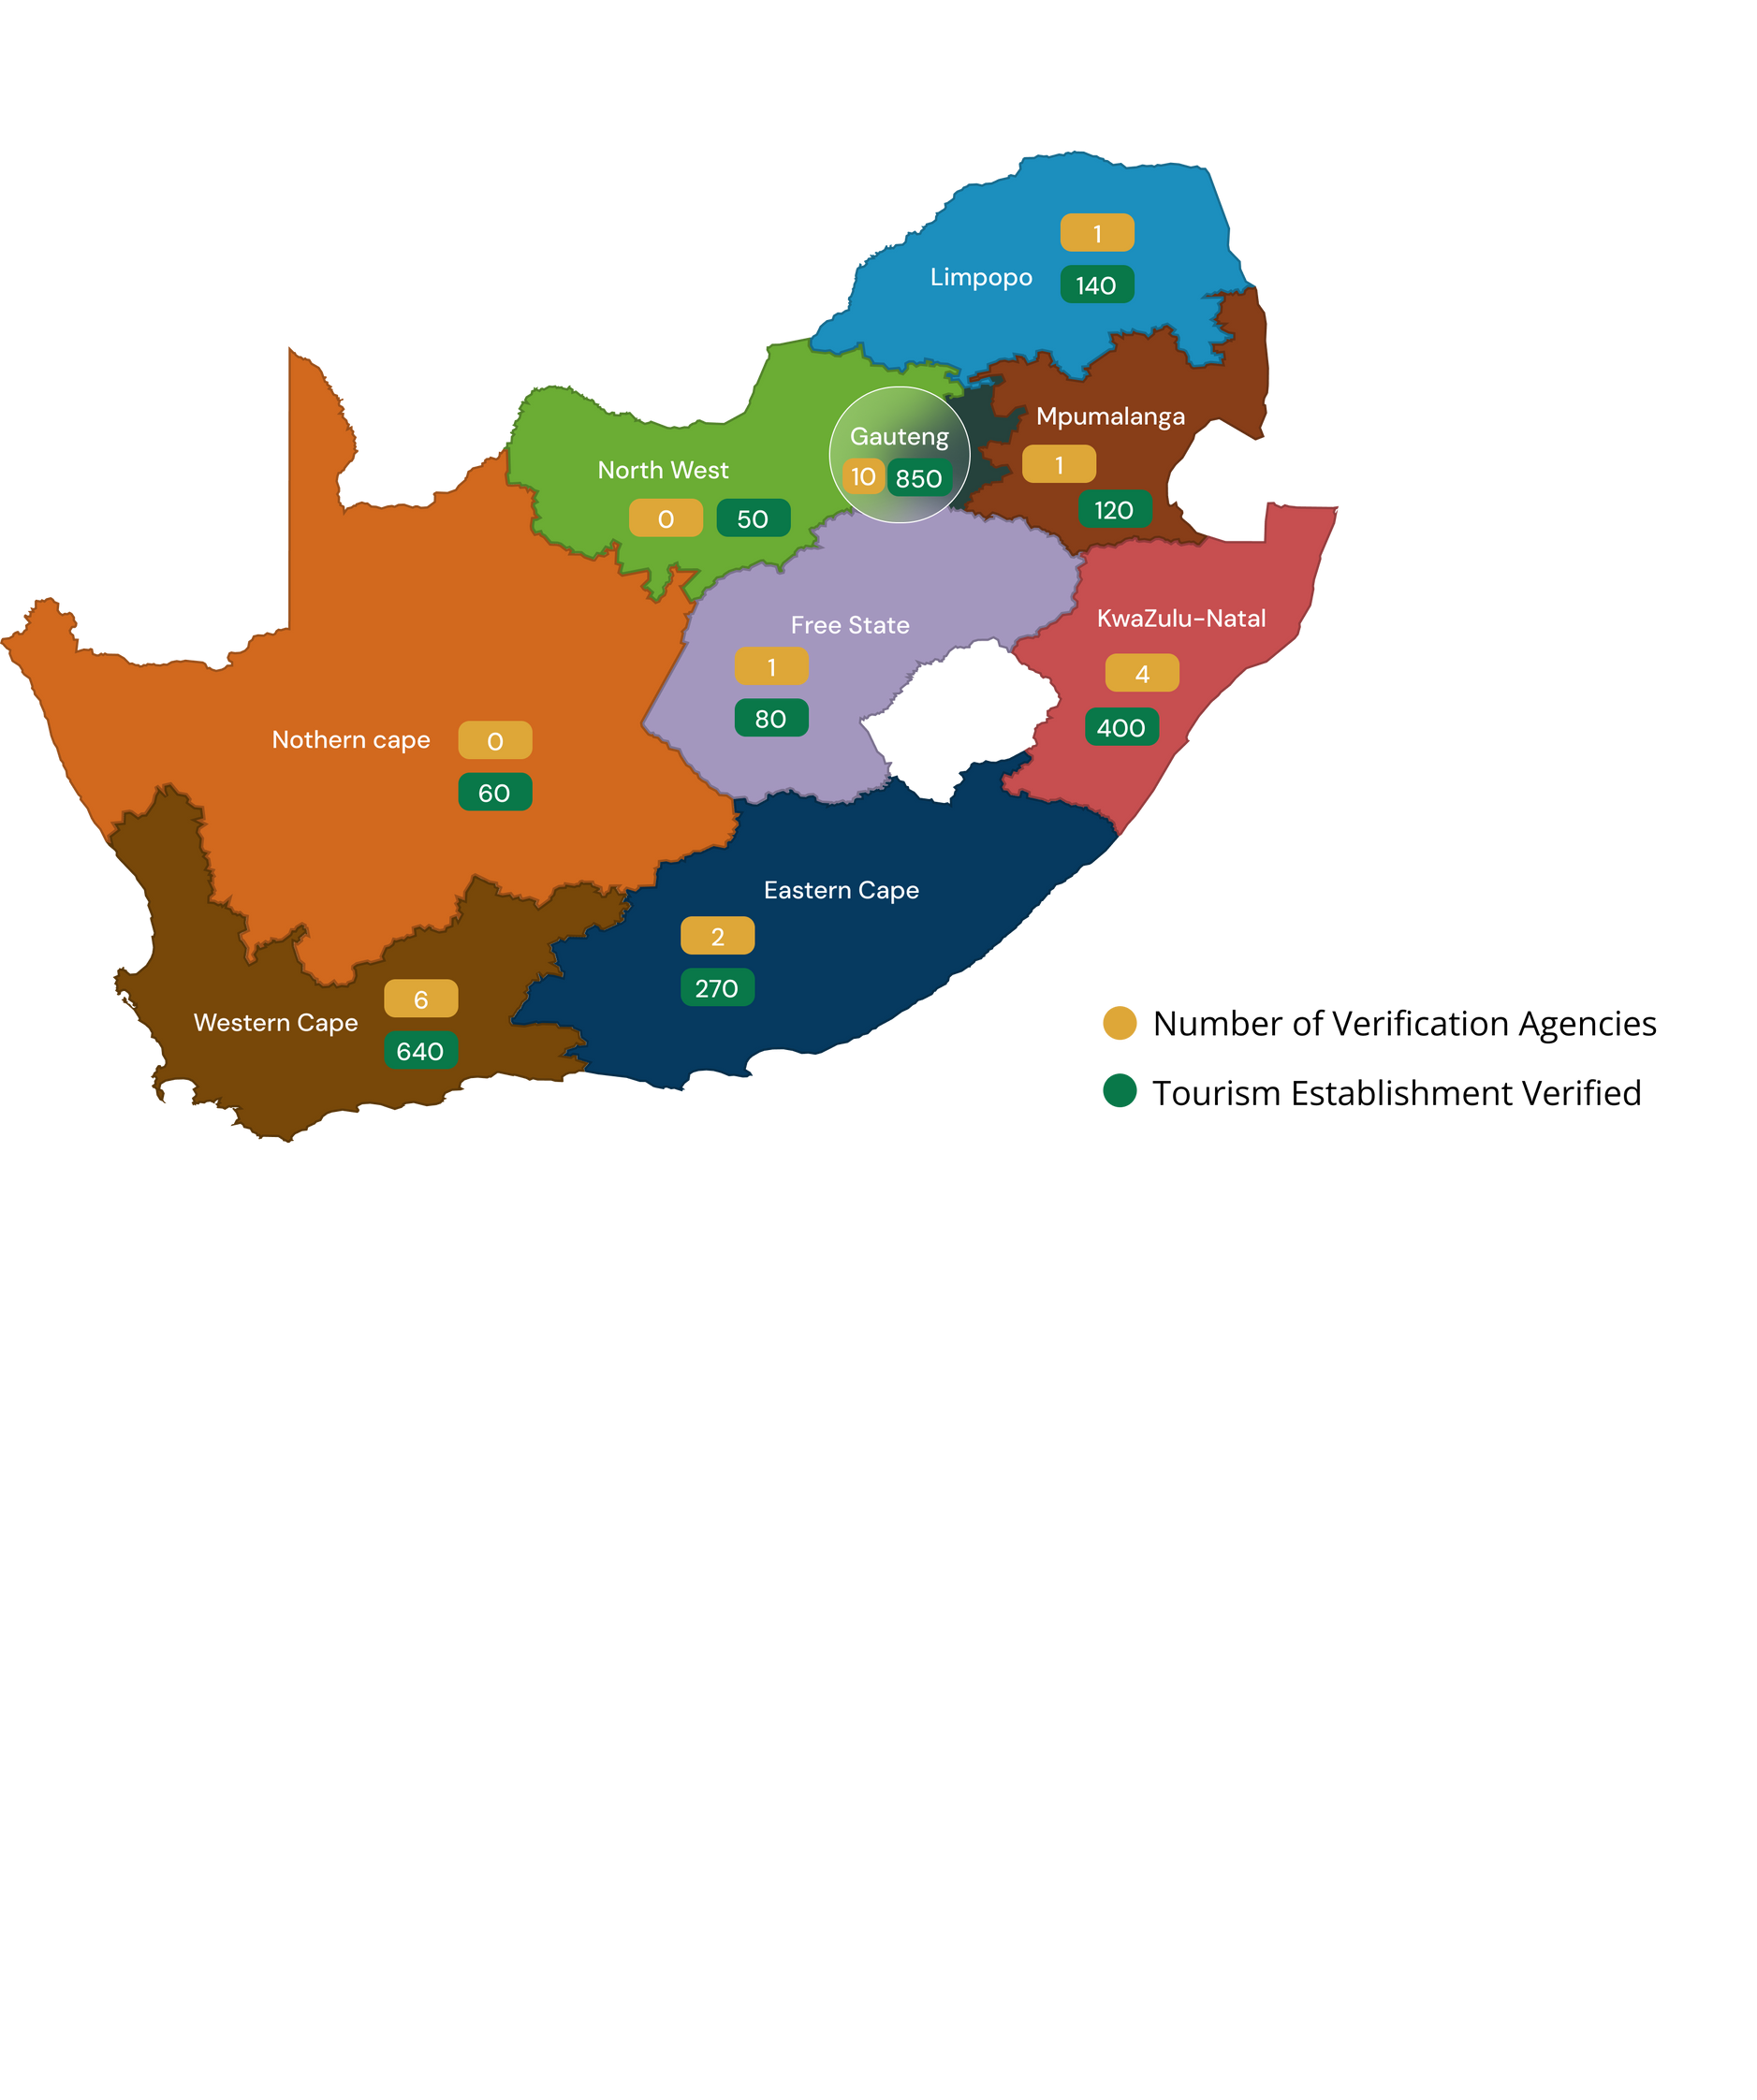 Limpopo
1
140
Mpumalanga
1
120
Gauteng
10 850
North West
0 50
Free State
1
80
KwaZulu-Natal
4
400
Nothern cape
0
60
Eastern Cape
2
270
Western Cape
6
640
Number of Verification Agencies
Tourism Establishment Verified